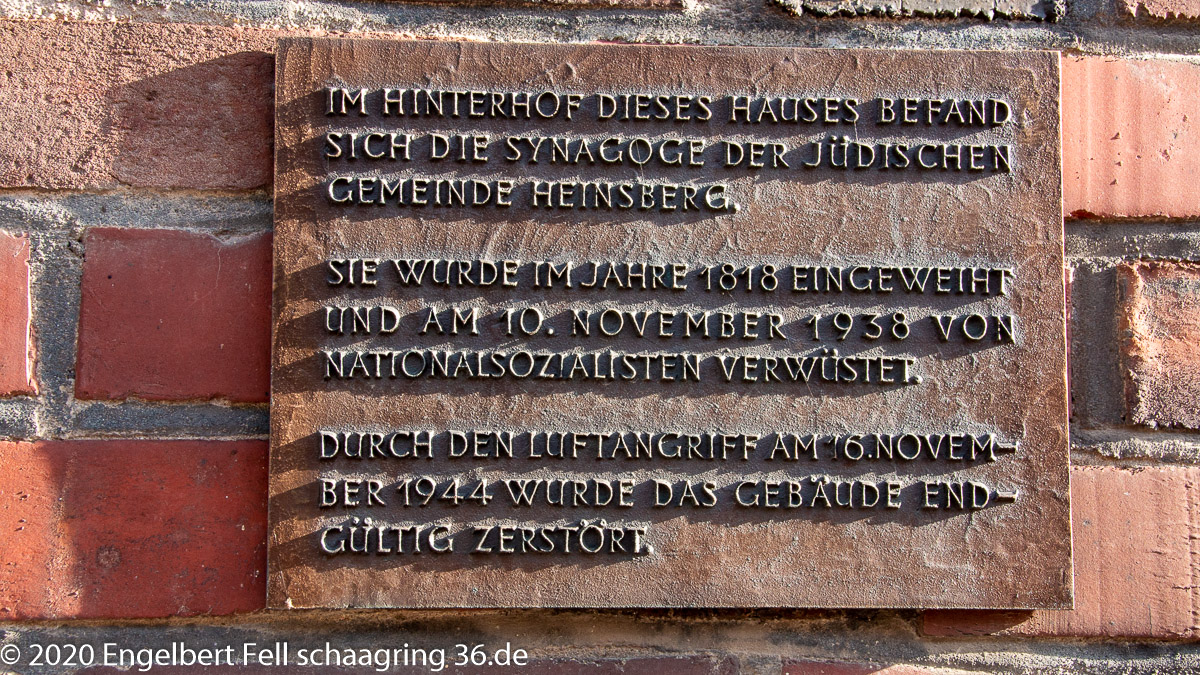 IM HINTERHOF DIESES HAUSES BEFAND
SICH DIE SYNAGOGE DER JÜDISCHEN
GEMEINDE HEINSBERG.
SIE WURDE IM JAHRE 1818 EINGEWEIHT
UND AM 10. NOVEMBER 1938 VON
NATIONALSOZIALISTEN VERWÜSTET.
DURCH DEN LUFTANGRIFF AM 16. NOVEM-
BER 1944 WURDE DAS GEBÄUDE END-
GÜLTIG ZERSTÖRT.
© 2020 Engelbert Fell schaagring 36.de